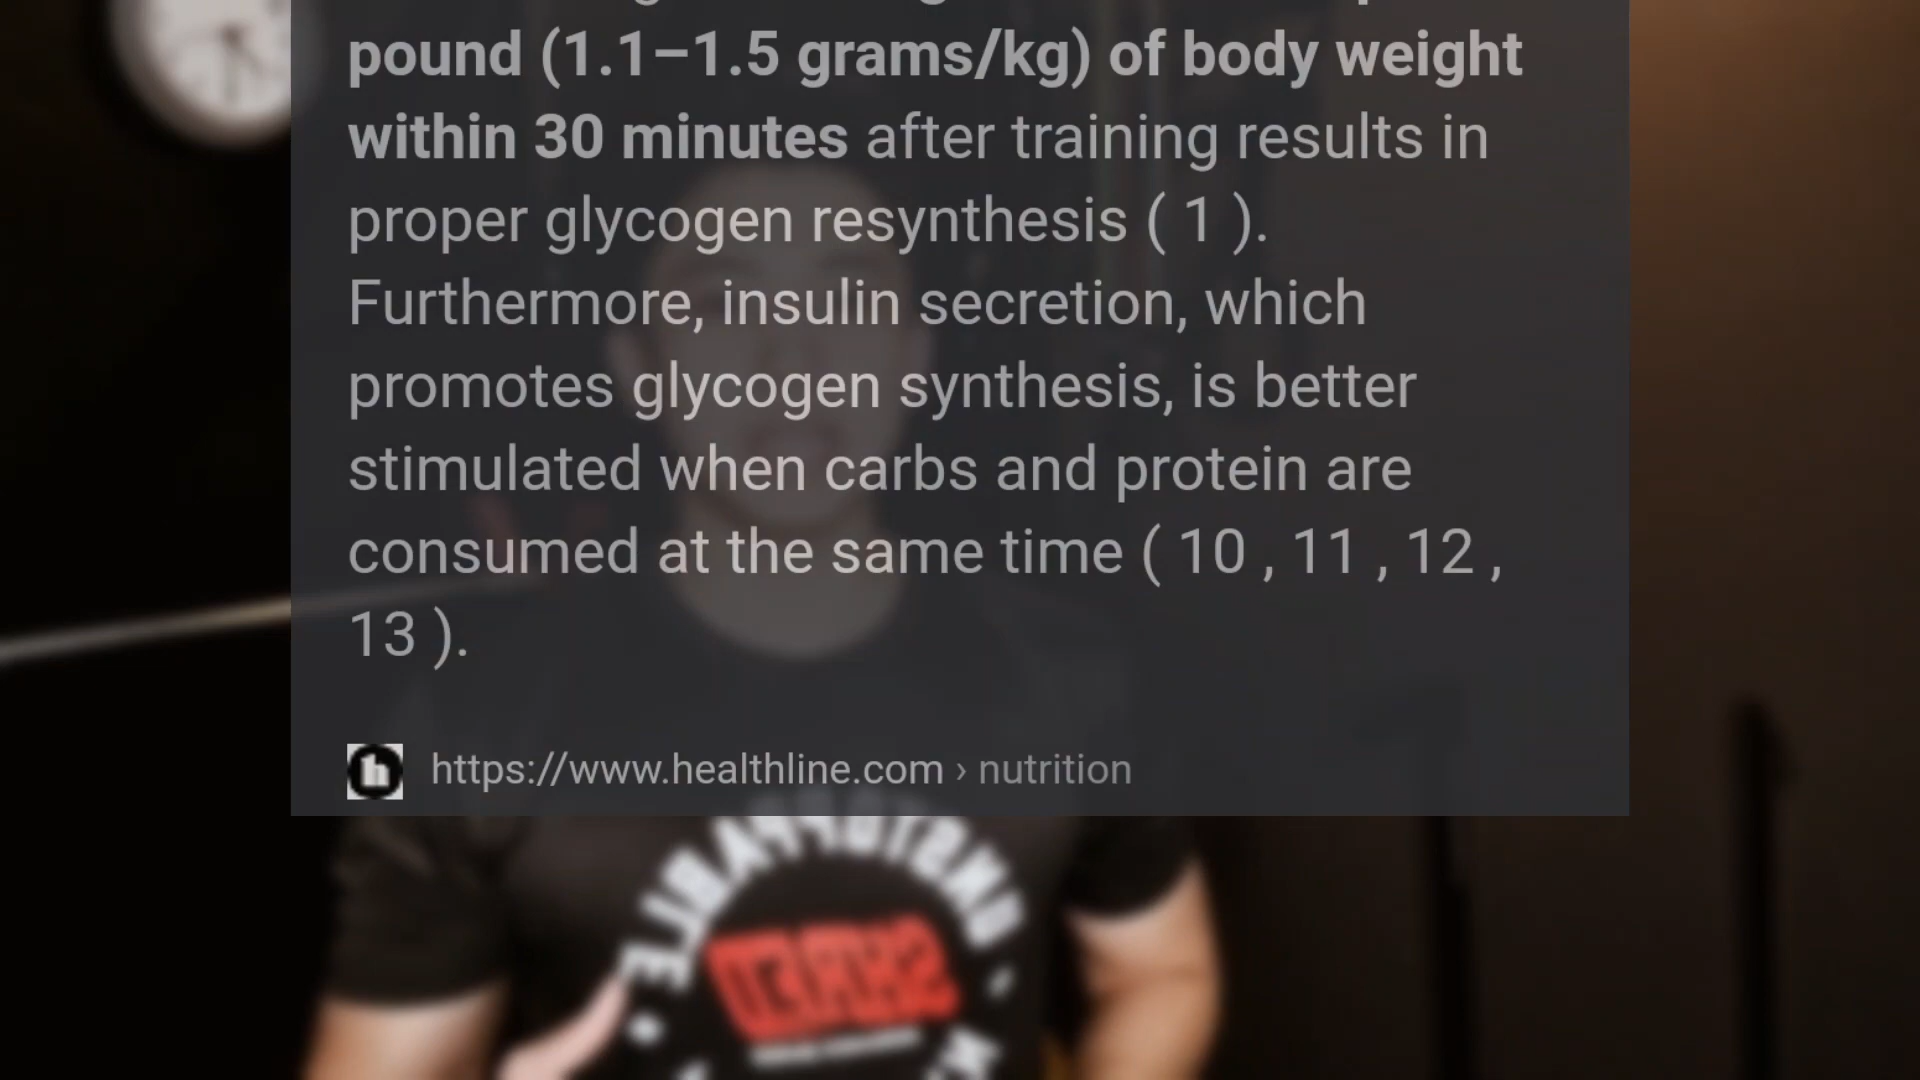 pound (1.1–1.5 grams/kg) of body weight
within 30 minutes after training results in
proper glycogen resynthesis ( 1 ).
Furthermore, insulin secretion, which
promotes glycogen synthesis, is better
stimulated when carbs and protein are
consumed at the same time ( 10 , 11 , 12 ,
13 ).
https://www.healthline.com › nutrition
UNSTOPPABLE